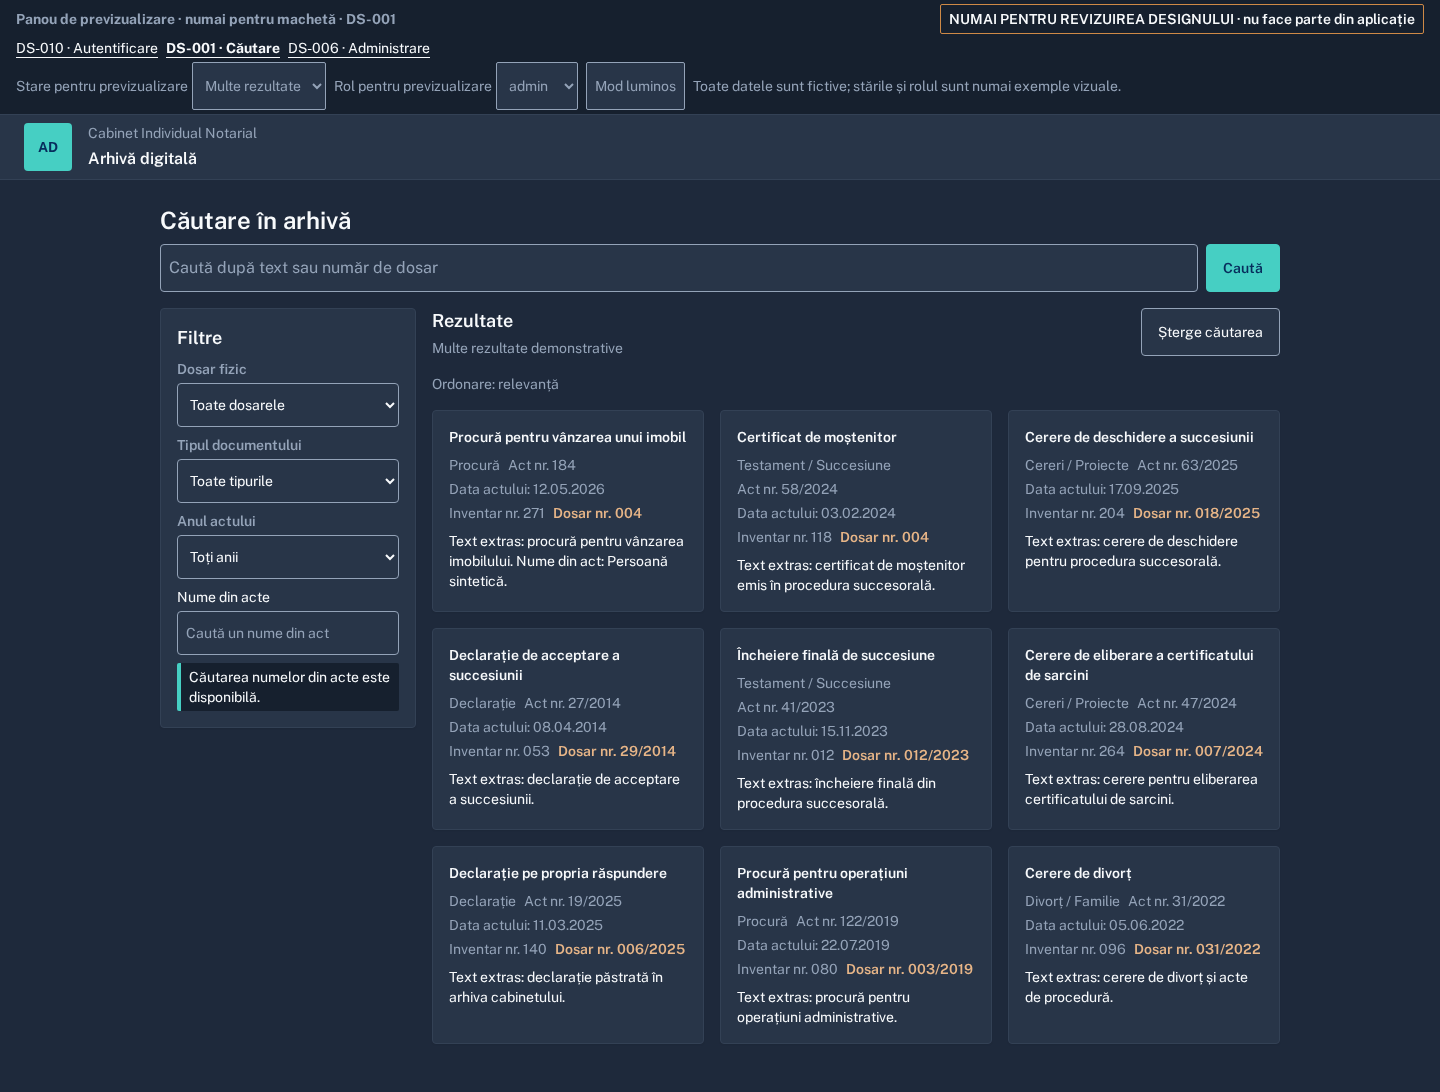 Panou de previzualizare · numai pentru machetă · DS-001
NUMAI PENTRU REVIZUIREA DESIGNULUI · nu face parte din aplicație
DS-010 · Autentificare DS-001 · Căutare DS-006 · Administrare
Stare pentru previzualizare Multe rezultate Rol pentru previzualizare admin Mod luminos Toate datele sunt fictive; stările și rolul sunt numai exemple vizuale.
AD
Cabinet Individual Notarial
Arhivă digitală
Căutare în arhivă
Caută după text sau număr de dosar
Caută
Filtre
Dosar fizic
Toate dosarele
Tipul documentului
Toate tipurile
Anul actului
Toți anii
Nume din acte
Caută un nume din act
Căutarea numelor din acte este
disponibilă.
Rezultate
Multe rezultate demonstrative
Șterge căutarea
Ordonare: relevanță
Procură pentru vânzarea unui imobil
Procură Act nr. 184
Data actului: 12.05.2026
Inventar nr. 271 Dosar nr. 004
Text extras: procură pentru vânzarea
imobilului. Nume din act: Persoană
sintetică.
Certificat de moștenitor
Testament / Succesiune
Act nr. 58/2024
Data actului: 03.02.2024
Inventar nr. 118 Dosar nr. 004
Text extras: certificat de moștenitor
emis în procedura succesorală.
Cerere de deschidere a succesiunii
Cereri / Proiecte Act nr. 63/2025
Data actului: 17.09.2025
Inventar nr. 204 Dosar nr. 018/2025
Text extras: cerere de deschidere
pentru procedura succesorală.
Declarație de acceptare a
succesiunii
Declarație Act nr. 27/2014
Data actului: 08.04.2014
Inventar nr. 053 Dosar nr. 29/2014
Text extras: declarație de acceptare
a succesiunii.
Încheiere finală de succesiune
Testament / Succesiune
Act nr. 41/2023
Data actului: 15.11.2023
Inventar nr. 012 Dosar nr. 012/2023
Text extras: încheiere finală din
procedura succesorală.
Cerere de eliberare a certificatului
de sarcini
Cereri / Proiecte Act nr. 47/2024
Data actului: 28.08.2024
Inventar nr. 264 Dosar nr. 007/2024
Text extras: cerere pentru eliberarea
certificatului de sarcini.
Declarație pe propria răspundere
Declarație Act nr. 19/2025
Data actului: 11.03.2025
Inventar nr. 140 Dosar nr. 006/2025
Text extras: declarație păstrată în
arhiva cabinetului.
Procură pentru operațiuni
administrative
Procură Act nr. 122/2019
Data actului: 22.07.2019
Inventar nr. 080 Dosar nr. 003/2019
Text extras: procură pentru
operațiuni administrative.
Cerere de divorț
Divorț / Familie Act nr. 31/2022
Data actului: 05.06.2022
Inventar nr. 096 Dosar nr. 031/2022
Text extras: cerere de divorț și acte
de procedură.